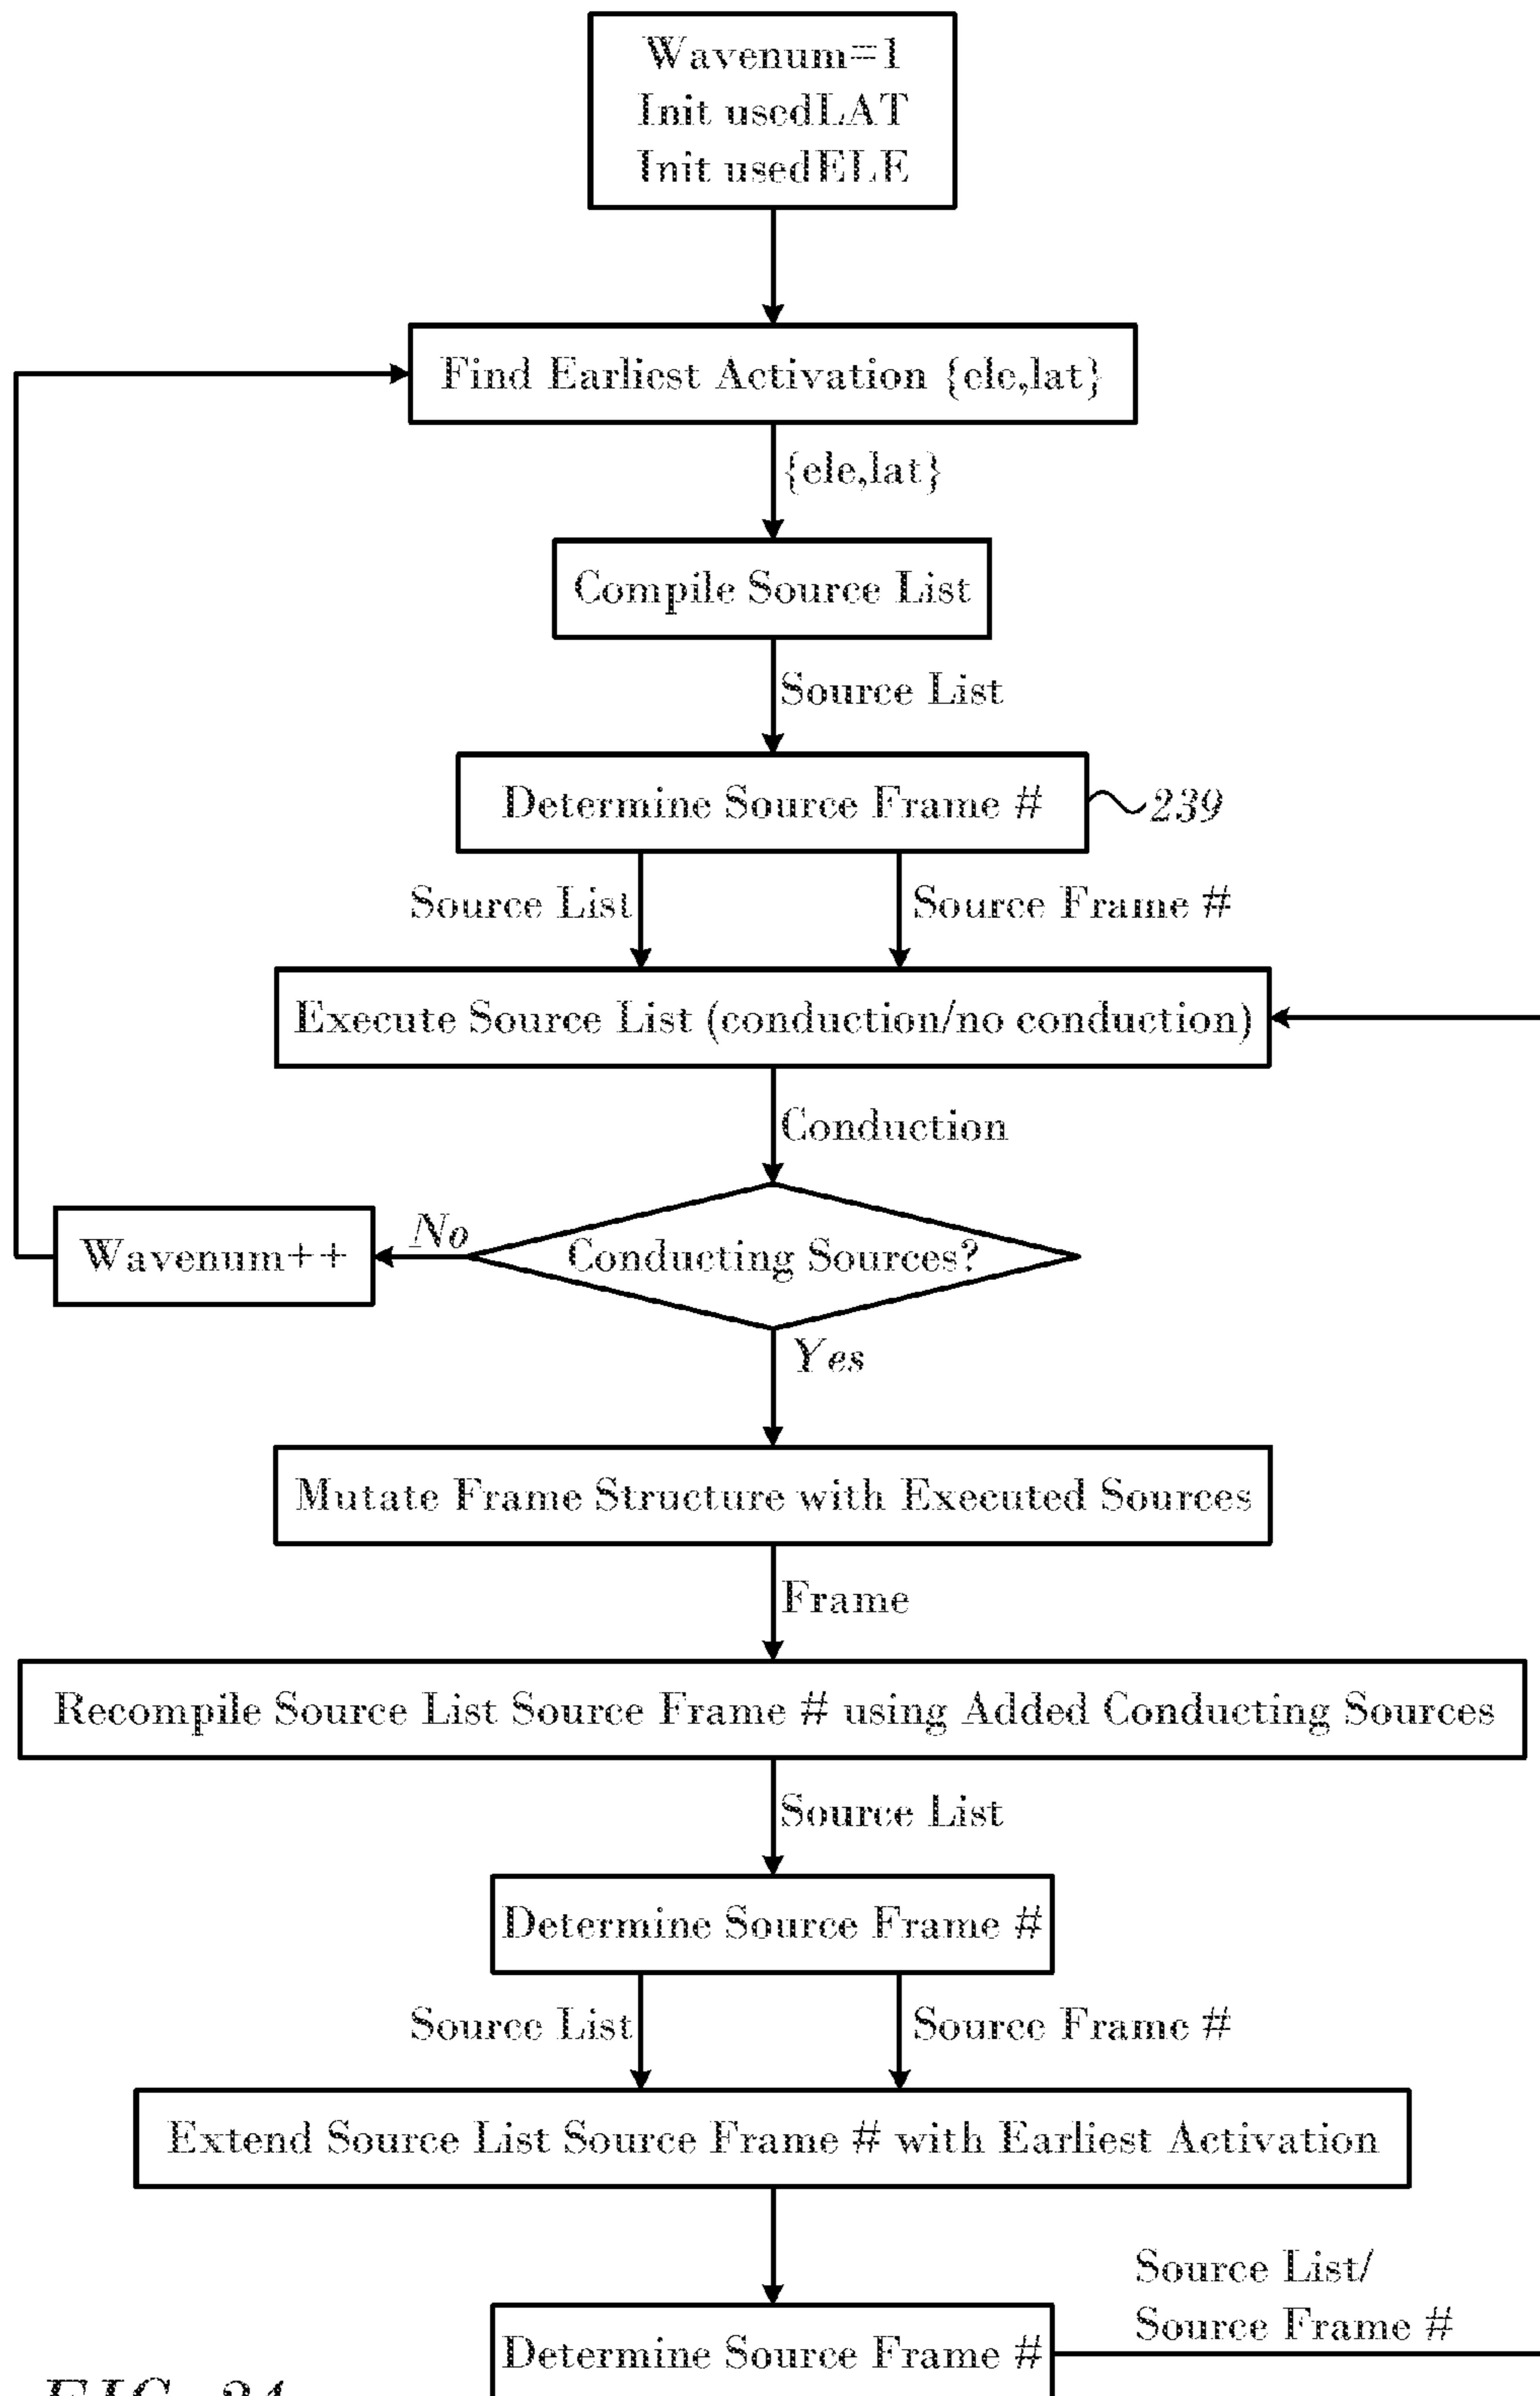 Wavenum=1
Init usedLAT
Init usedELE
Find Earliest Activation {ele,lat}
{ele,lat}
Compile Source List
Source List
Determine Source Frame #
239
Source List
Source Frame #
Execute Source List (conduction/no conduction)
Conduction
Conducting Sources?
No
Wavenum++
Yes
Mutate Frame Structure with Executed Sources
Frame
Recompile Source List Source Frame # using Added Conducting Sources
Source List
Determine Source Frame #
Source List
Source Frame #
Extend Source List Source Frame # with Earliest Activation
Source List/
Source Frame #
Determine Source Frame #
FIG.